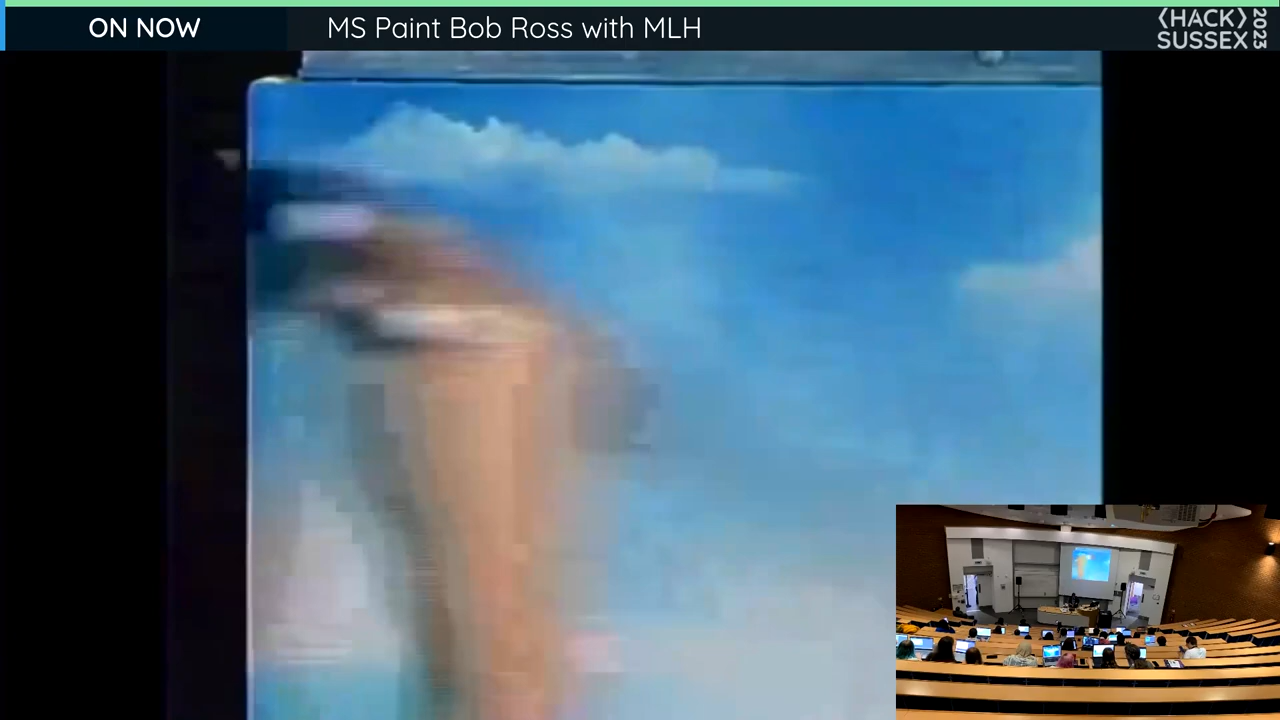 ON NOW
MS Paint Bob Ross with MLH
⟨HACK⟩
SUSSEX
2023